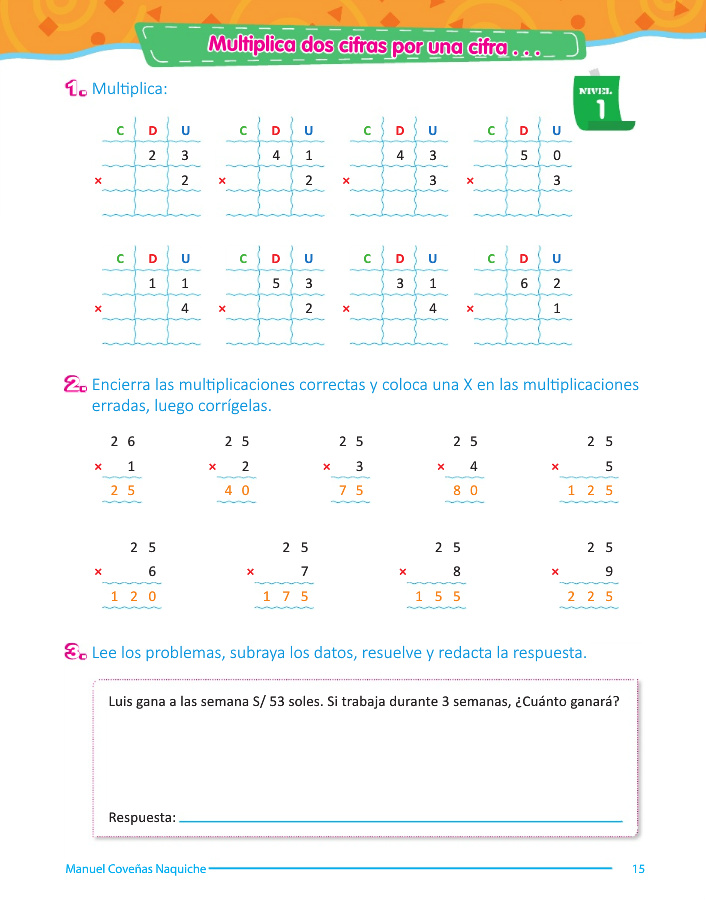 Multiplica dos cifras por una cifra . . .
NIVEL
1
1. Multiplica:
C D U C D U C D U C D U
2 3 4 1 4 3 5 0
× 2 × 2 × 3 × 3
C D U C D U C D U C D U
1 1 5 3 3 1 6 2
× 4 × 2 × 4 × 1
2. Encierra las multiplicaciones correctas y coloca una X en las multiplicaciones
erradas, luego corrígelas.
2 6 2 5 2 5 2 5 2 5
× 1 × 2 × 3 × 4 × 5
2 5 4 0 7 5 8 0 1 2 5
2 5 2 5 2 5 2 5
× 6 × 7 × 8 × 9
1 2 0 1 7 5 1 5 5 2 2 5
3. Lee los problemas, subraya los datos, resuelve y redacta la respuesta.
Luis gana a las semana S/ 53 soles. Si trabaja durante 3 semanas, ¿Cuánto ganará?
Respuesta:
Manuel Coveñas Naquiche 15